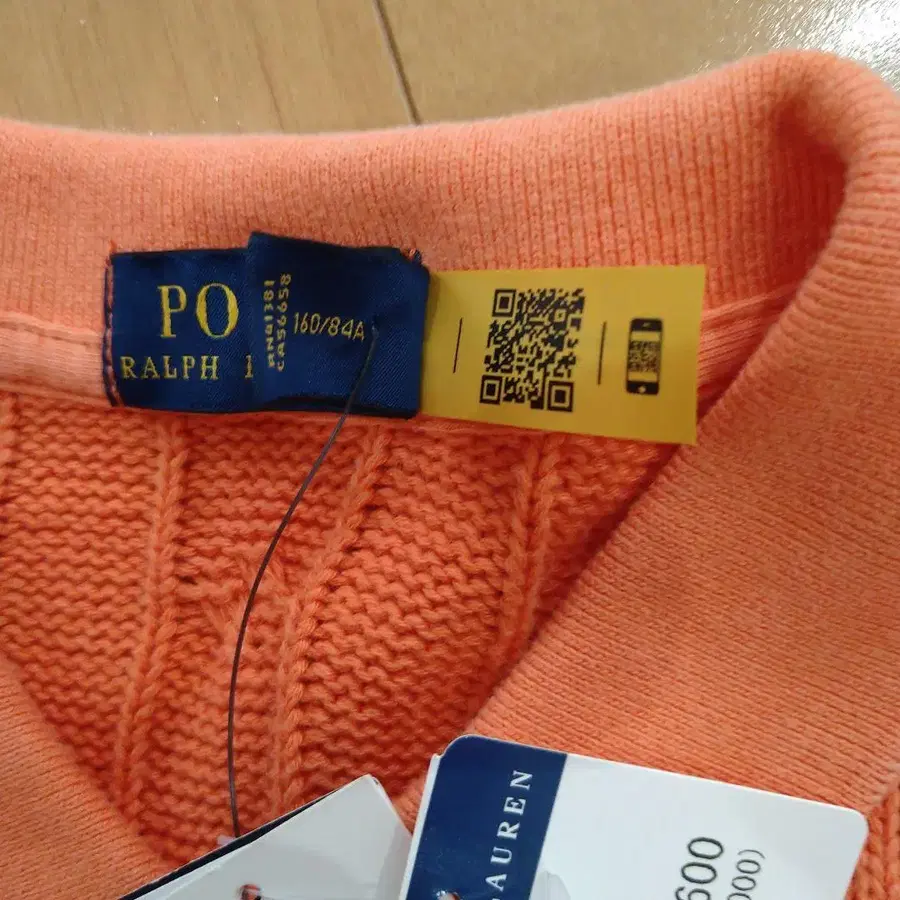 PO
RALPH L
RN41381
CA56658
160/84A
LAUREN
600
000)